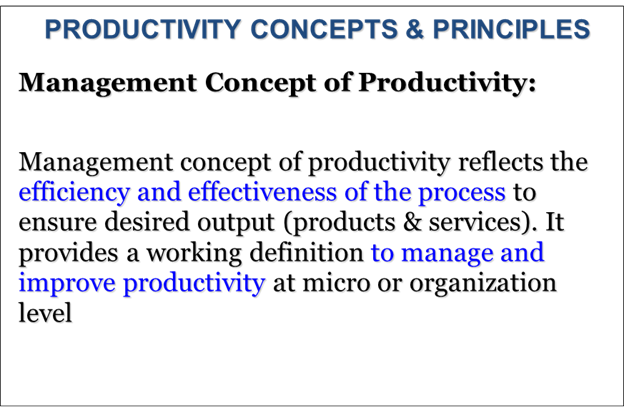 PRODUCTIVITY CONCEPTS & PRINCIPLES
Management Concept of Productivity:
Management concept of productivity reflects the
efficiency and effectiveness of the process to
ensure desired output (products & services). It
provides a working definition to manage and
improve productivity at micro or organization
level